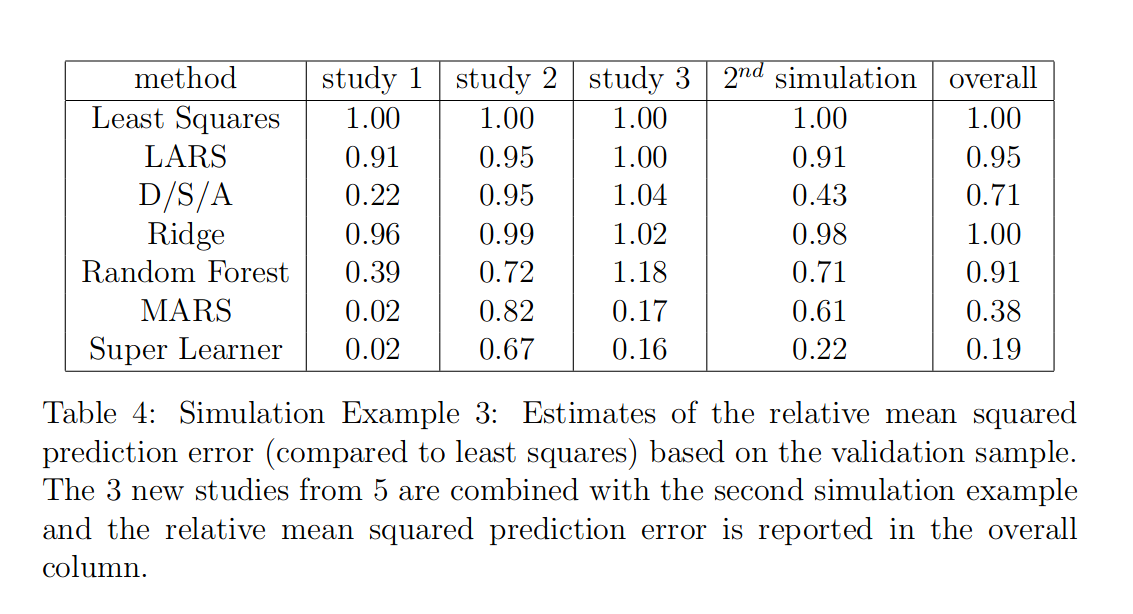 method study 1 study 2 study 3 2nd simulation overall
Least Squares 1.00 1.00 1.00 1.00 1.00
LARS 0.91 0.95 1.00 0.91 0.95
D/S/A 0.22 0.95 1.04 0.43 0.71
Ridge 0.96 0.99 1.02 0.98 1.00
Random Forest 0.39 0.72 1.18 0.71 0.91
MARS 0.02 0.82 0.17 0.61 0.38
Super Learner 0.02 0.67 0.16 0.22 0.19
Table 4: Simulation Example 3: Estimates of the relative mean squared
prediction error (compared to least squares) based on the validation sample.
The 3 new studies from 5 are combined with the second simulation example
and the relative mean squared prediction error is reported in the overall
column.